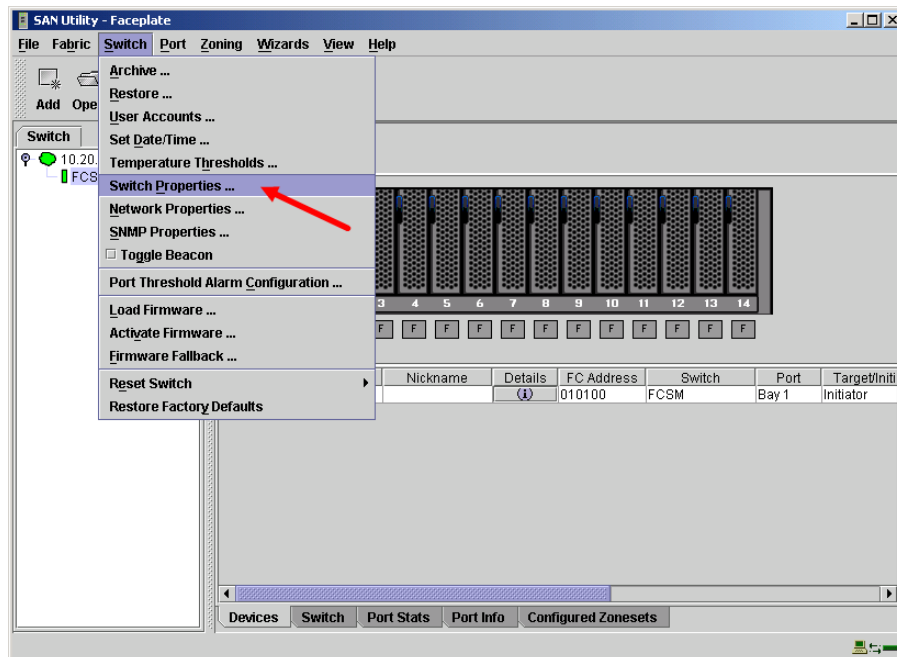 SAN Utility - Faceplate
File Fabric Switch Port Zoning Wizards View Help
Add Ope
Archive ...
Restore ...
User Accounts ...
Set Date/Time ...
Temperature Thresholds ...
Switch Properties ...
Network Properties ...
SNMP Properties ...
Toggle Beacon
Port Threshold Alarm Configuration ...
Load Firmware ...
Activate Firmware ...
Firmware Fallback ...
Reset Switch
Restore Factory Defaults
Switch
10.20.
FCS
3 4 5 6 7 8 9 10 11 12 13 14
F F F F F F F F F F F F
Nickname Details FC Address Switch Port Target/Initi
(i) 010100 FCSM Bay 1 Initiator
Devices Switch Port Stats Port Info Configured Zonesets